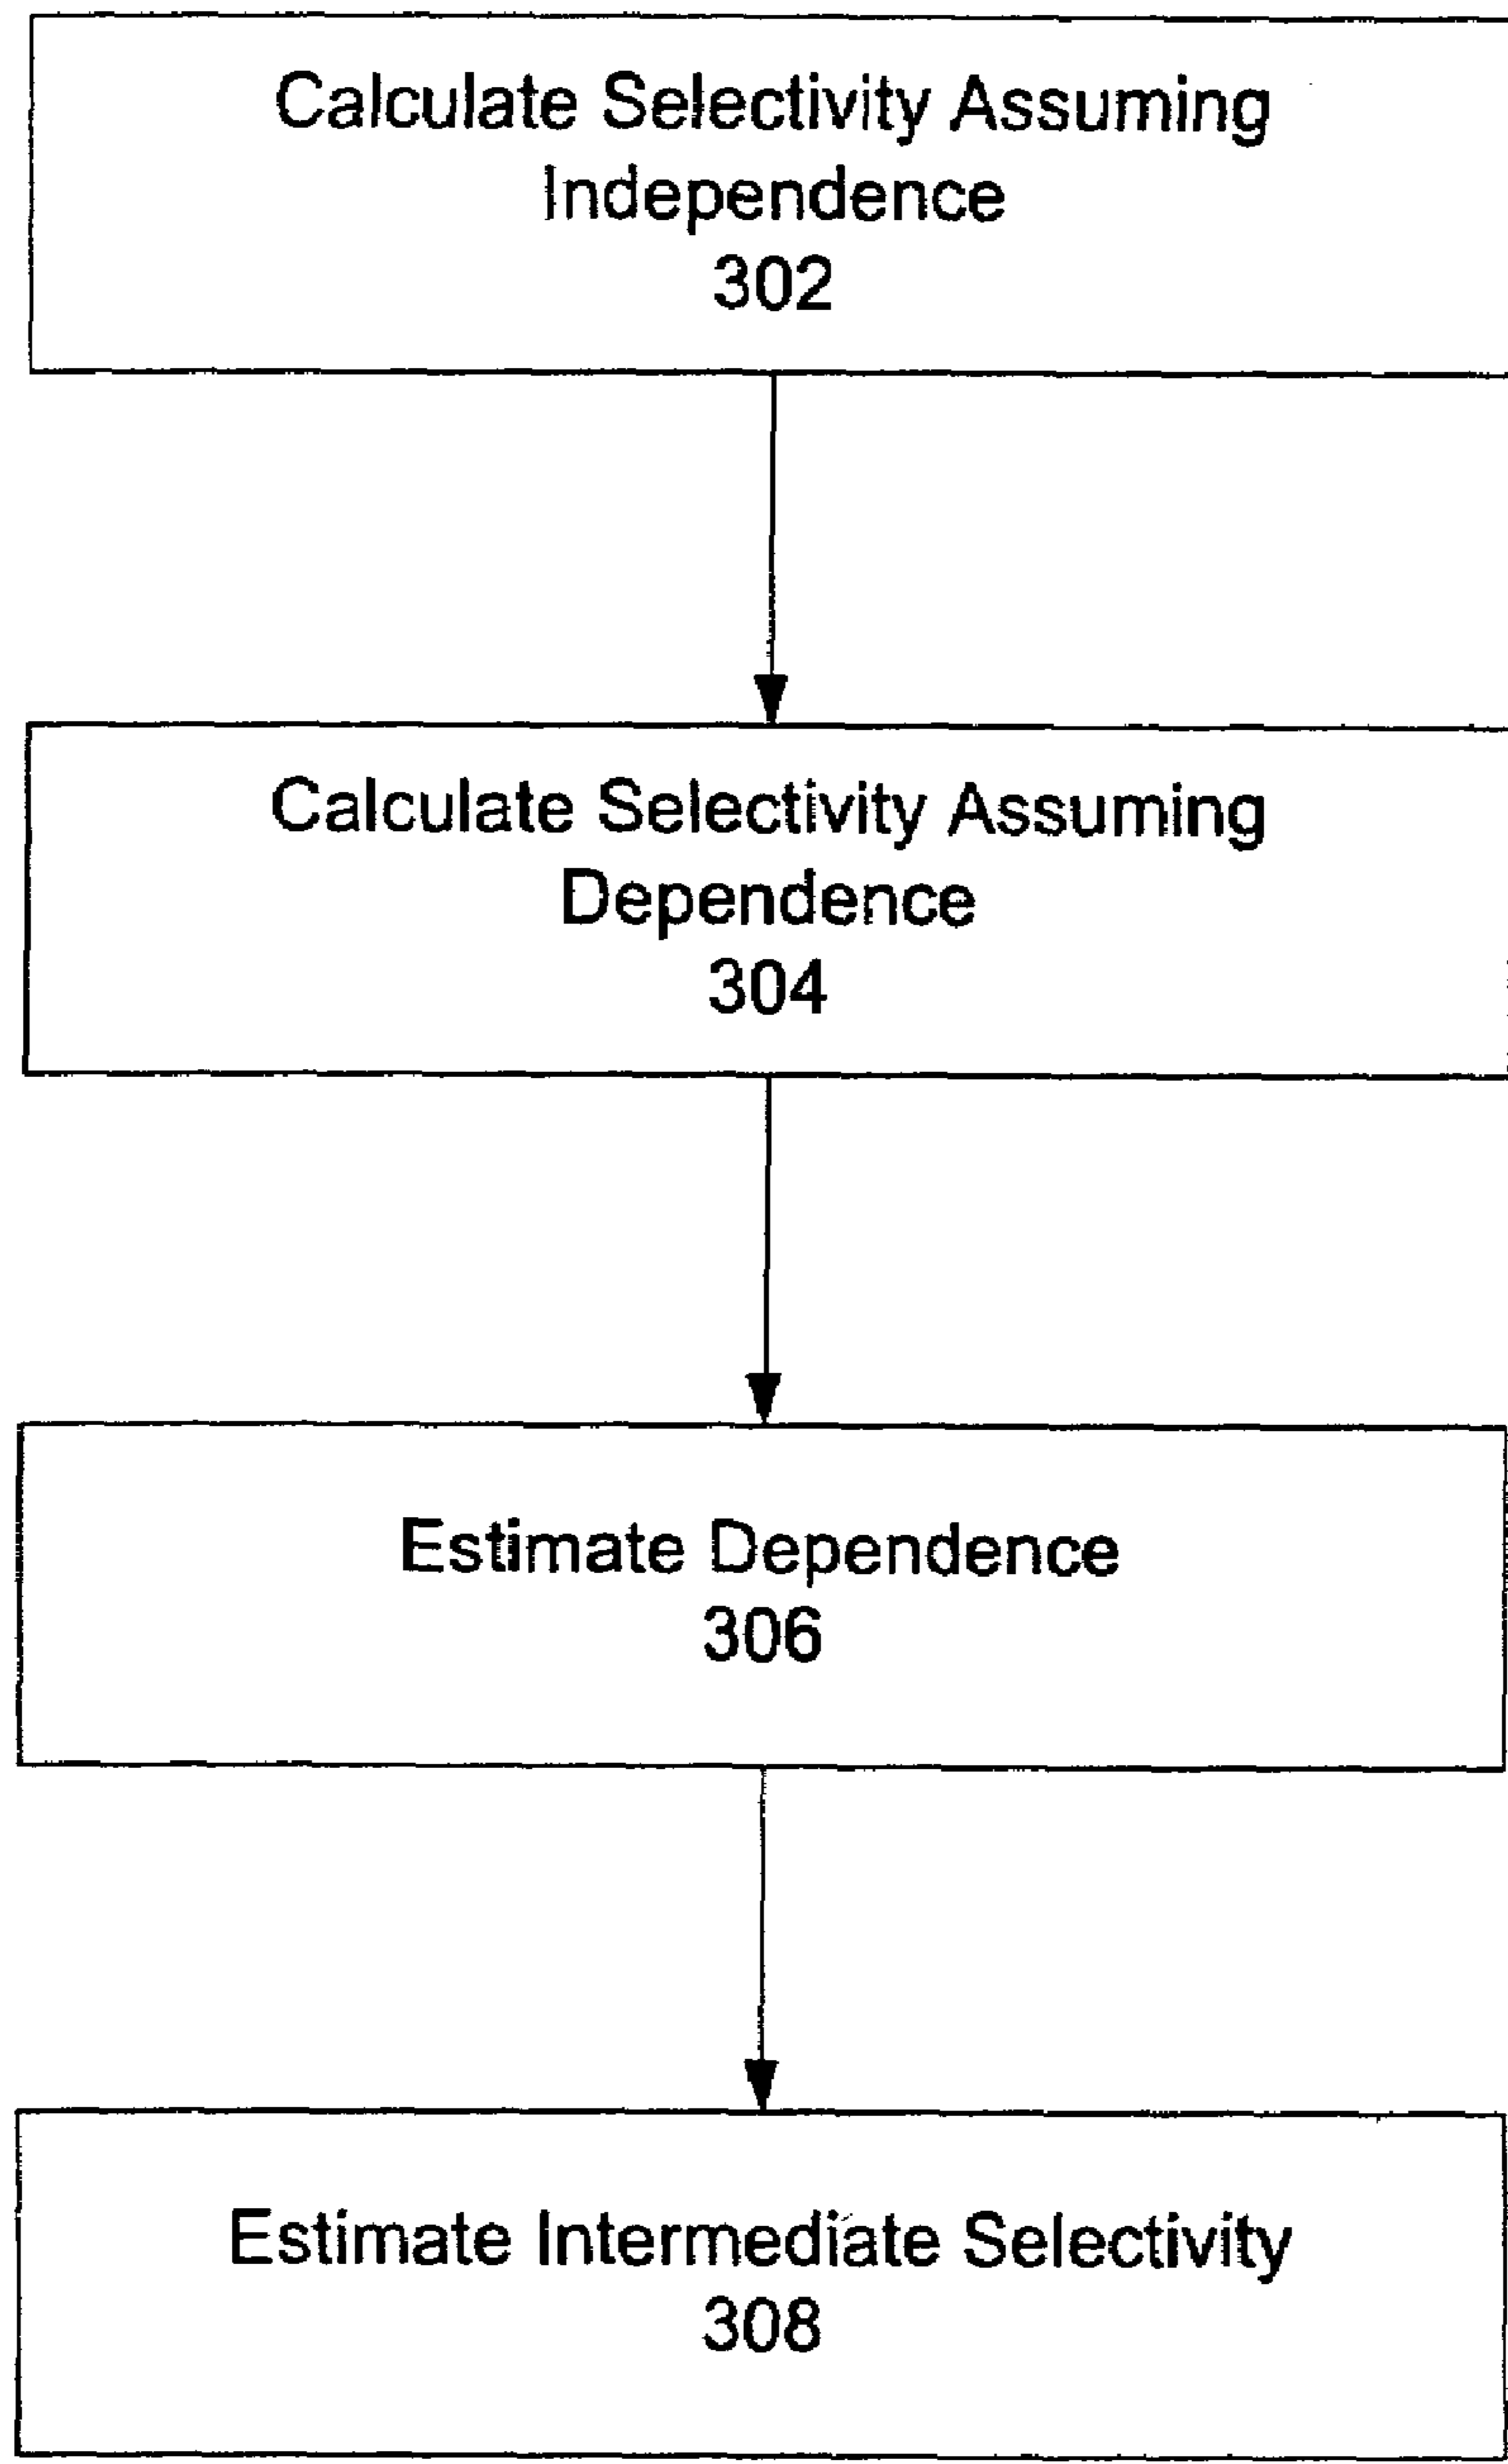 Calculate Selectivity Assuming
Independence
302
Calculate Selectivity Assuming
Dependence
304
Estimate Dependence
306
Estimate Intermediate Selectivity
308